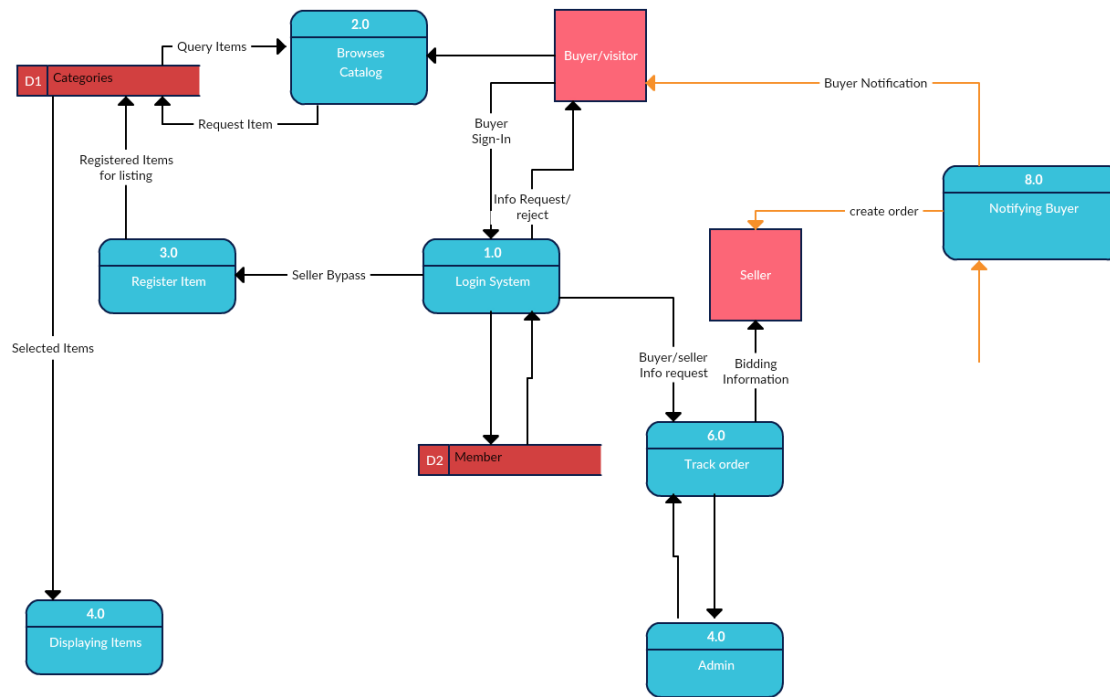 2.0
Browses
Catalog
Query Items
Buyer/visitor
D1
Categories
Request Item
Buyer
Sign-In
Buyer Notification
Registered Items
for listing
Info Request/
reject
8.0
Notifying Buyer
create order
3.0
Register Item
Seller Bypass
1.0
Login System
Seller
Selected Items
Buyer/seller
Info request
Bidding
Information
D2
Member
6.0
Track order
4.0
Displaying Items
4.0
Admin